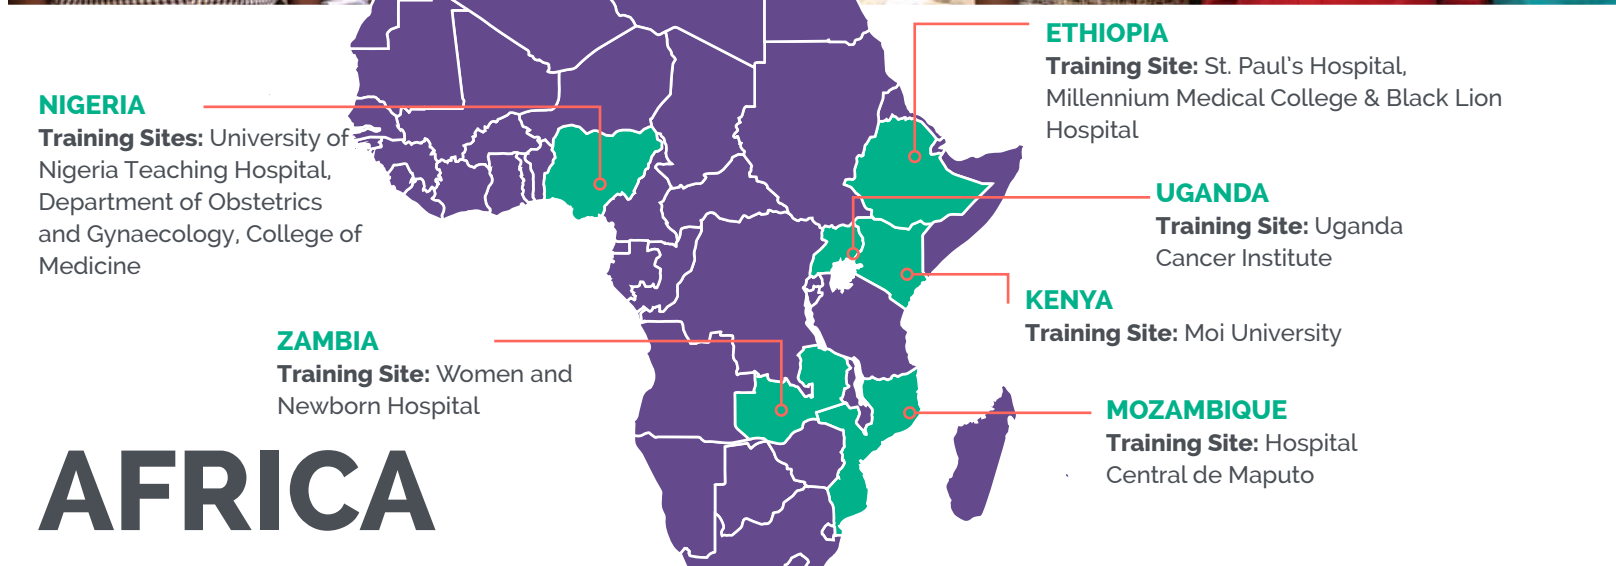 NIGERIA
Training Sites: University of
Nigeria Teaching Hospital,
Department of Obstetrics
and Gynaecology, College of
Medicine
ZAMBIA
Training Site: Women and
Newborn Hospital
AFRICA
ETHIOPIA
Training Site: St. Paul's Hospital,
Millennium Medical College & Black Lion
Hospital
UGANDA
Training Site: Uganda
Cancer Institute
KENYA
Training Site: Moi University
MOZAMBIQUE
Training Site: Hospital
Central de Maputo